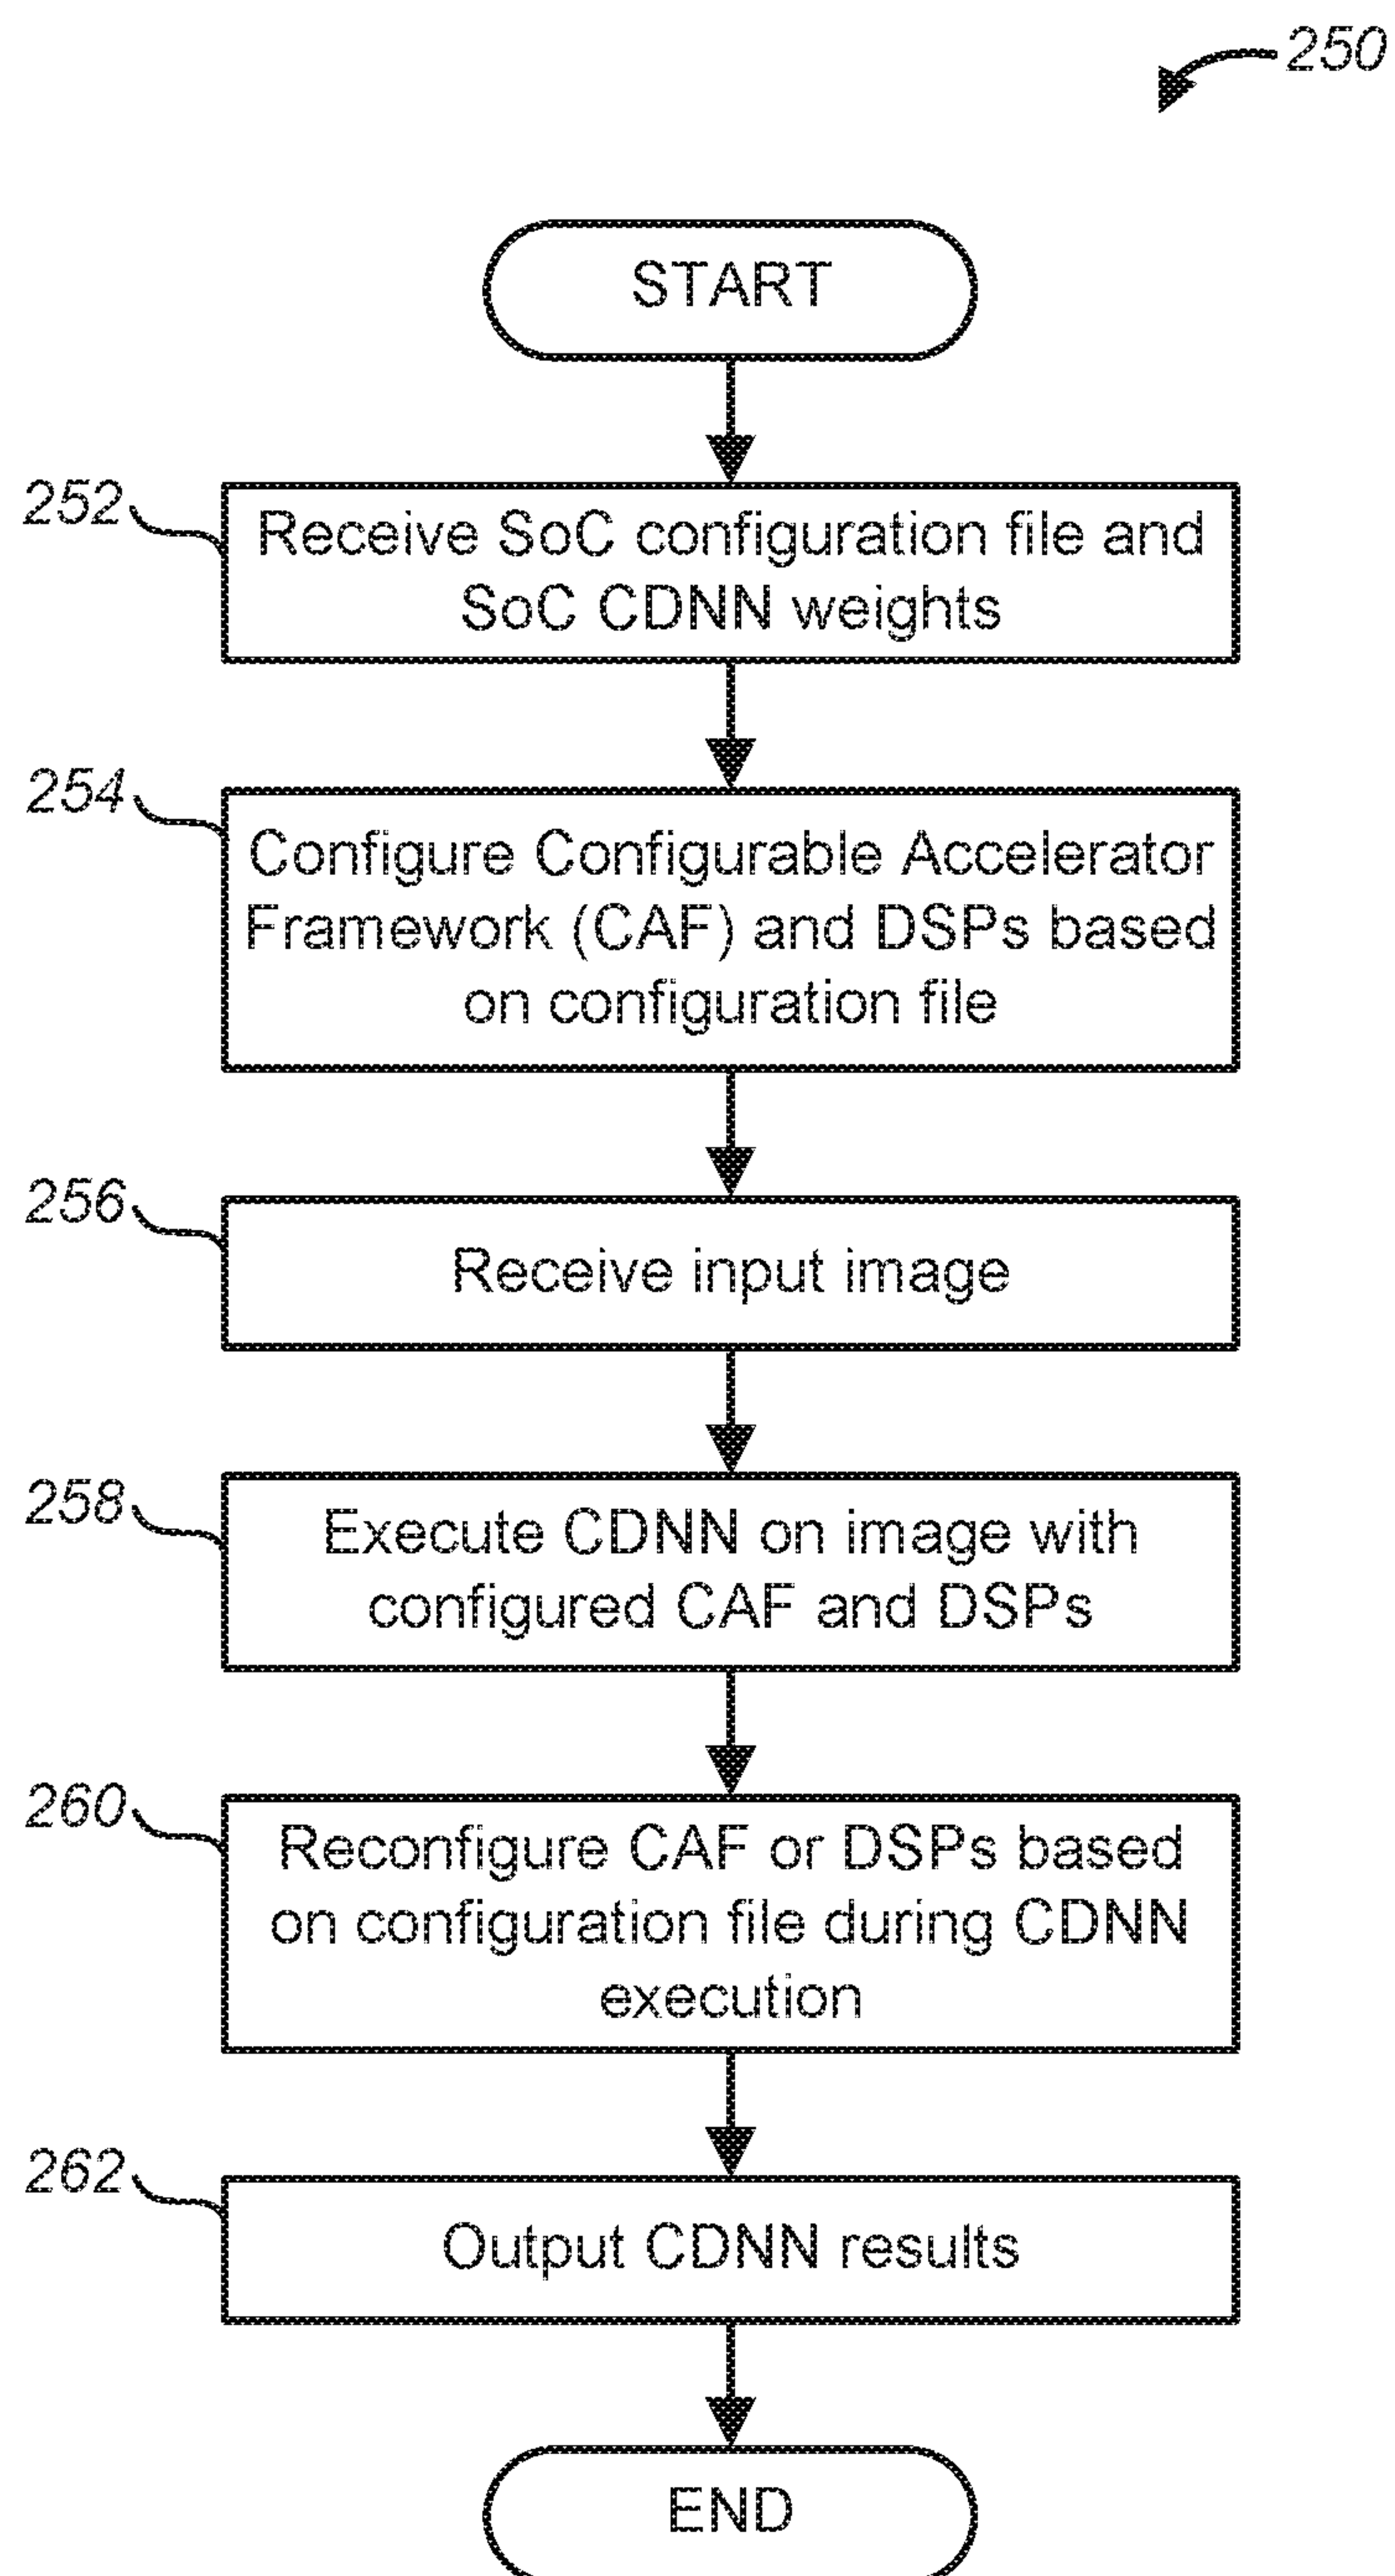 250
START
252
Receive SoC configuration file and
SoC CDNN weights
254
Configure Configurable Accelerator
Framework (CAF) and DSPs based
on configuration file
256
Receive input image
258
Execute CDNN on image with
configured CAF and DSPs
260
Reconfigure CAF or DSPs based
on configuration file during CDNN
execution
262
Output CDNN results
END